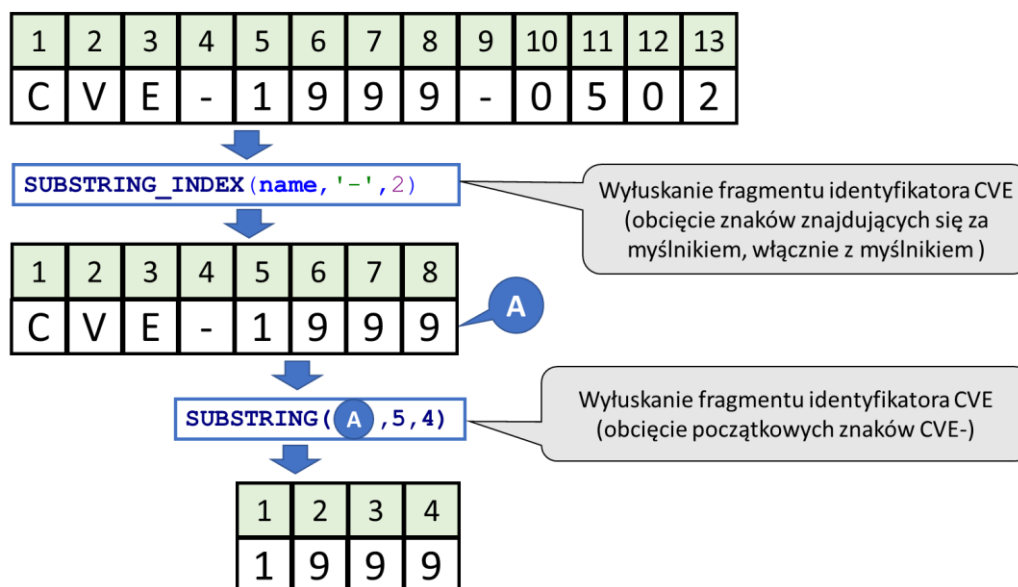 1 2 3 4 5 6 7 8 9 10 11 12 13
C V E - 1 9 9 9 - 0 5 0 2
SUBSTRING_INDEX(name,'-',2)
Wyłuskanie fragmentu identyfikatora CVE
(obcięcie znaków znajdujących się za
myślnikiem, włącznie z myślnikiem )
1 2 3 4 5 6 7 8
C V E - 1 9 9 9
A
SUBSTRING( A ,5,4)
Wyłuskanie fragmentu identyfikatora CVE
(obcięcie początkowych znaków CVE-)
1 2 3 4
1 9 9 9